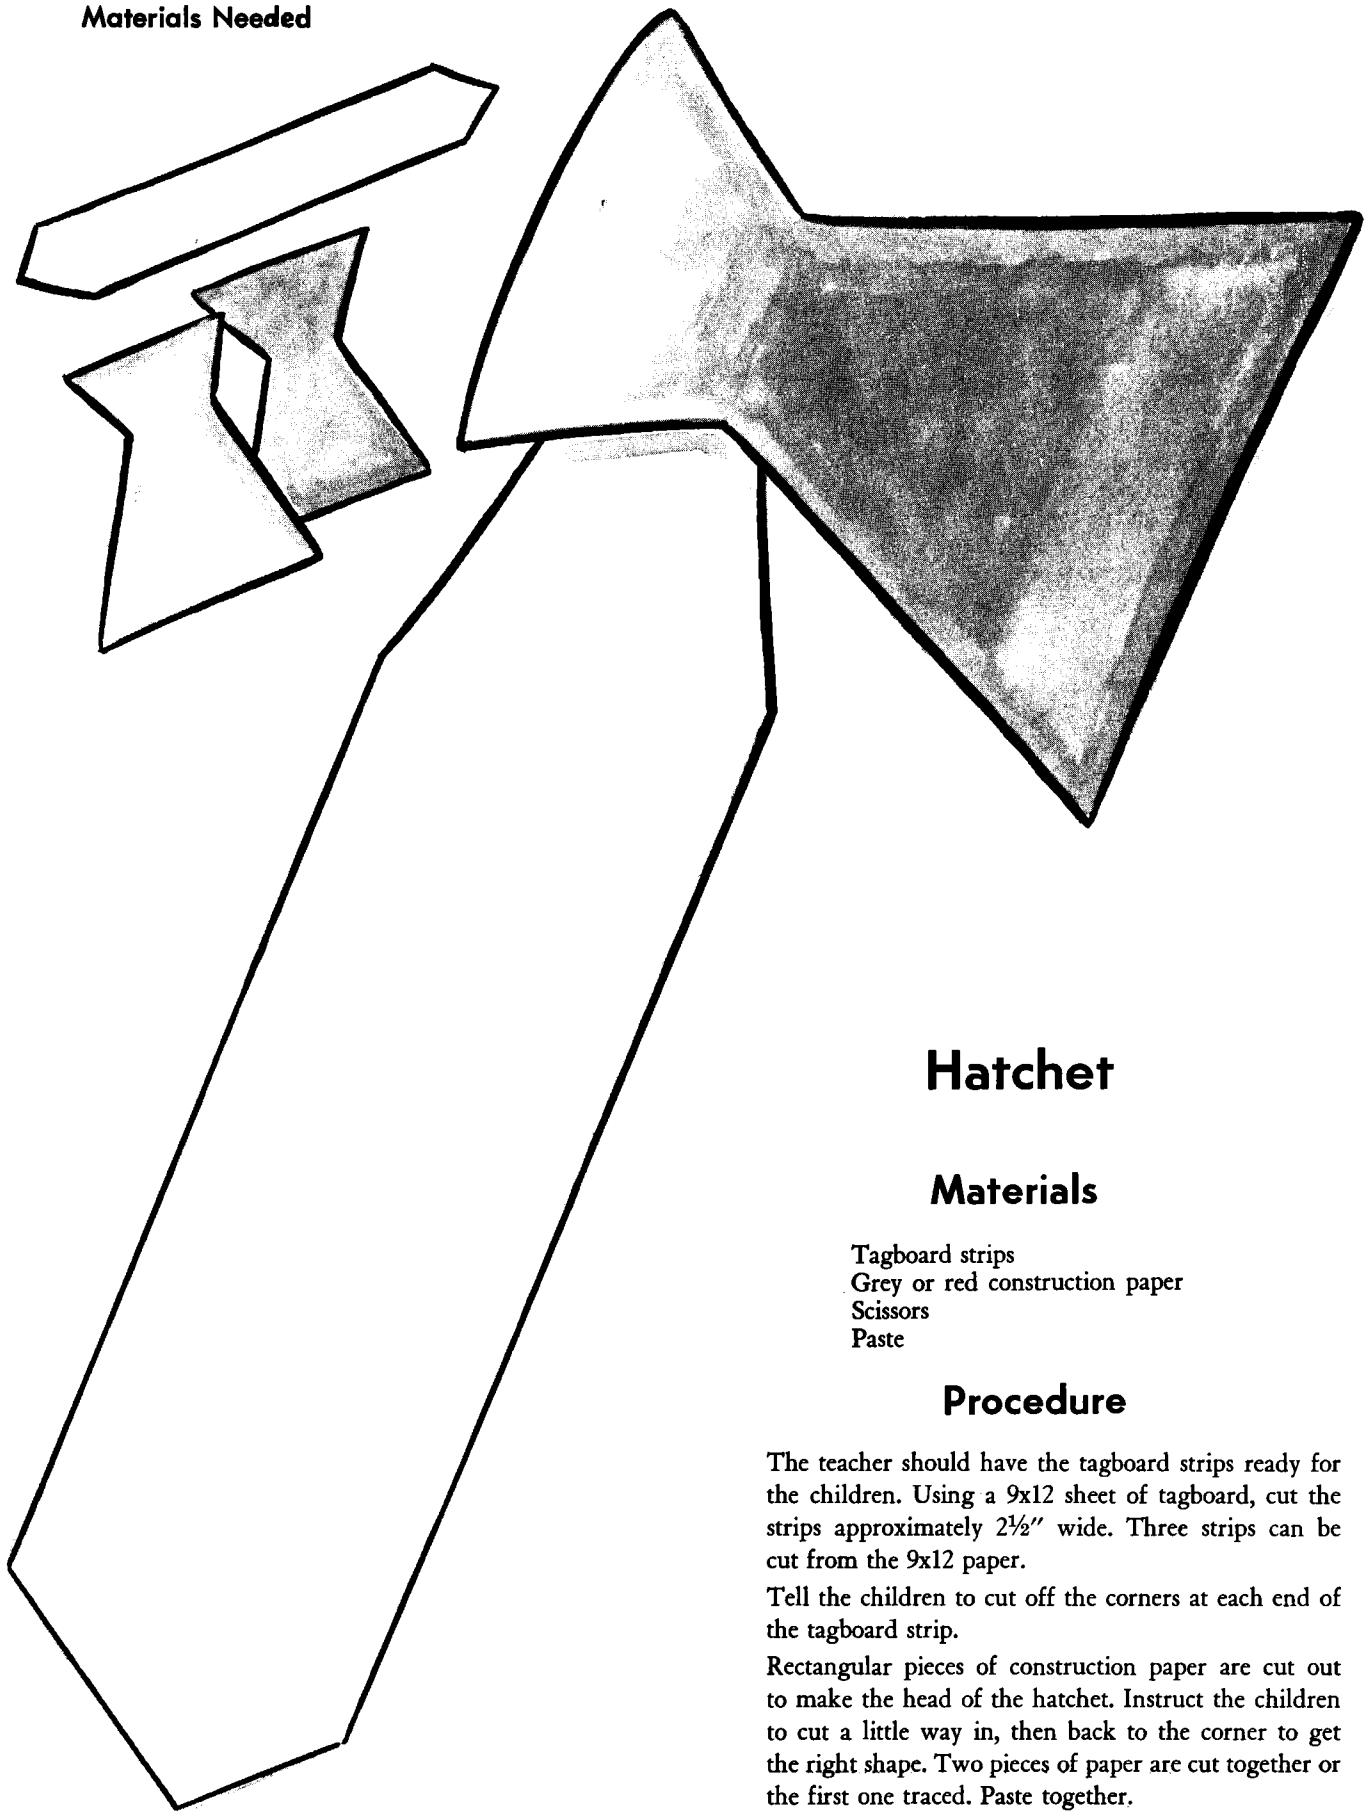 Materials Needed
Hatchet
Materials
Tagboard strips
Grey or red construction paper
Scissors
Paste
Procedure
The teacher should have the tagboard strips ready for
the children. Using a 9x12 sheet of tagboard, cut the
strips approximately 2½″ wide. Three strips can be
cut from the 9x12 paper.
Tell the children to cut off the corners at each end of
the tagboard strip.
Rectangular pieces of construction paper are cut out
to make the head of the hatchet. Instruct the children
to cut a little way in, then back to the corner to get
the right shape. Two pieces of paper are cut together or
the first one traced. Paste together.